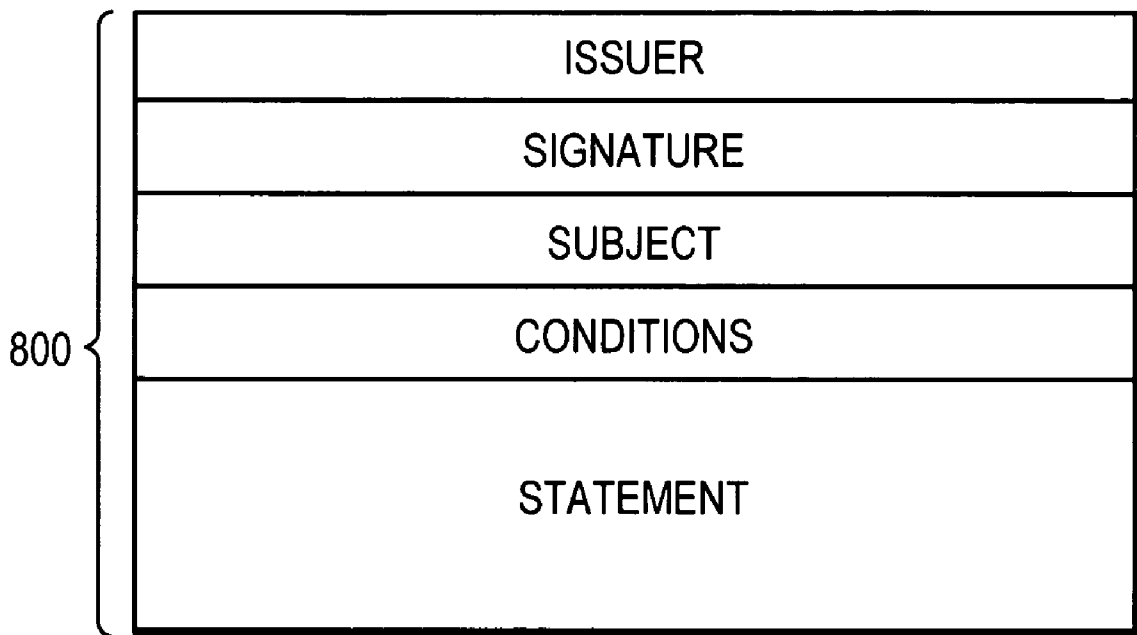 ISSUER
SIGNATURE
SUBJECT
800
CONDITIONS
STATEMENT